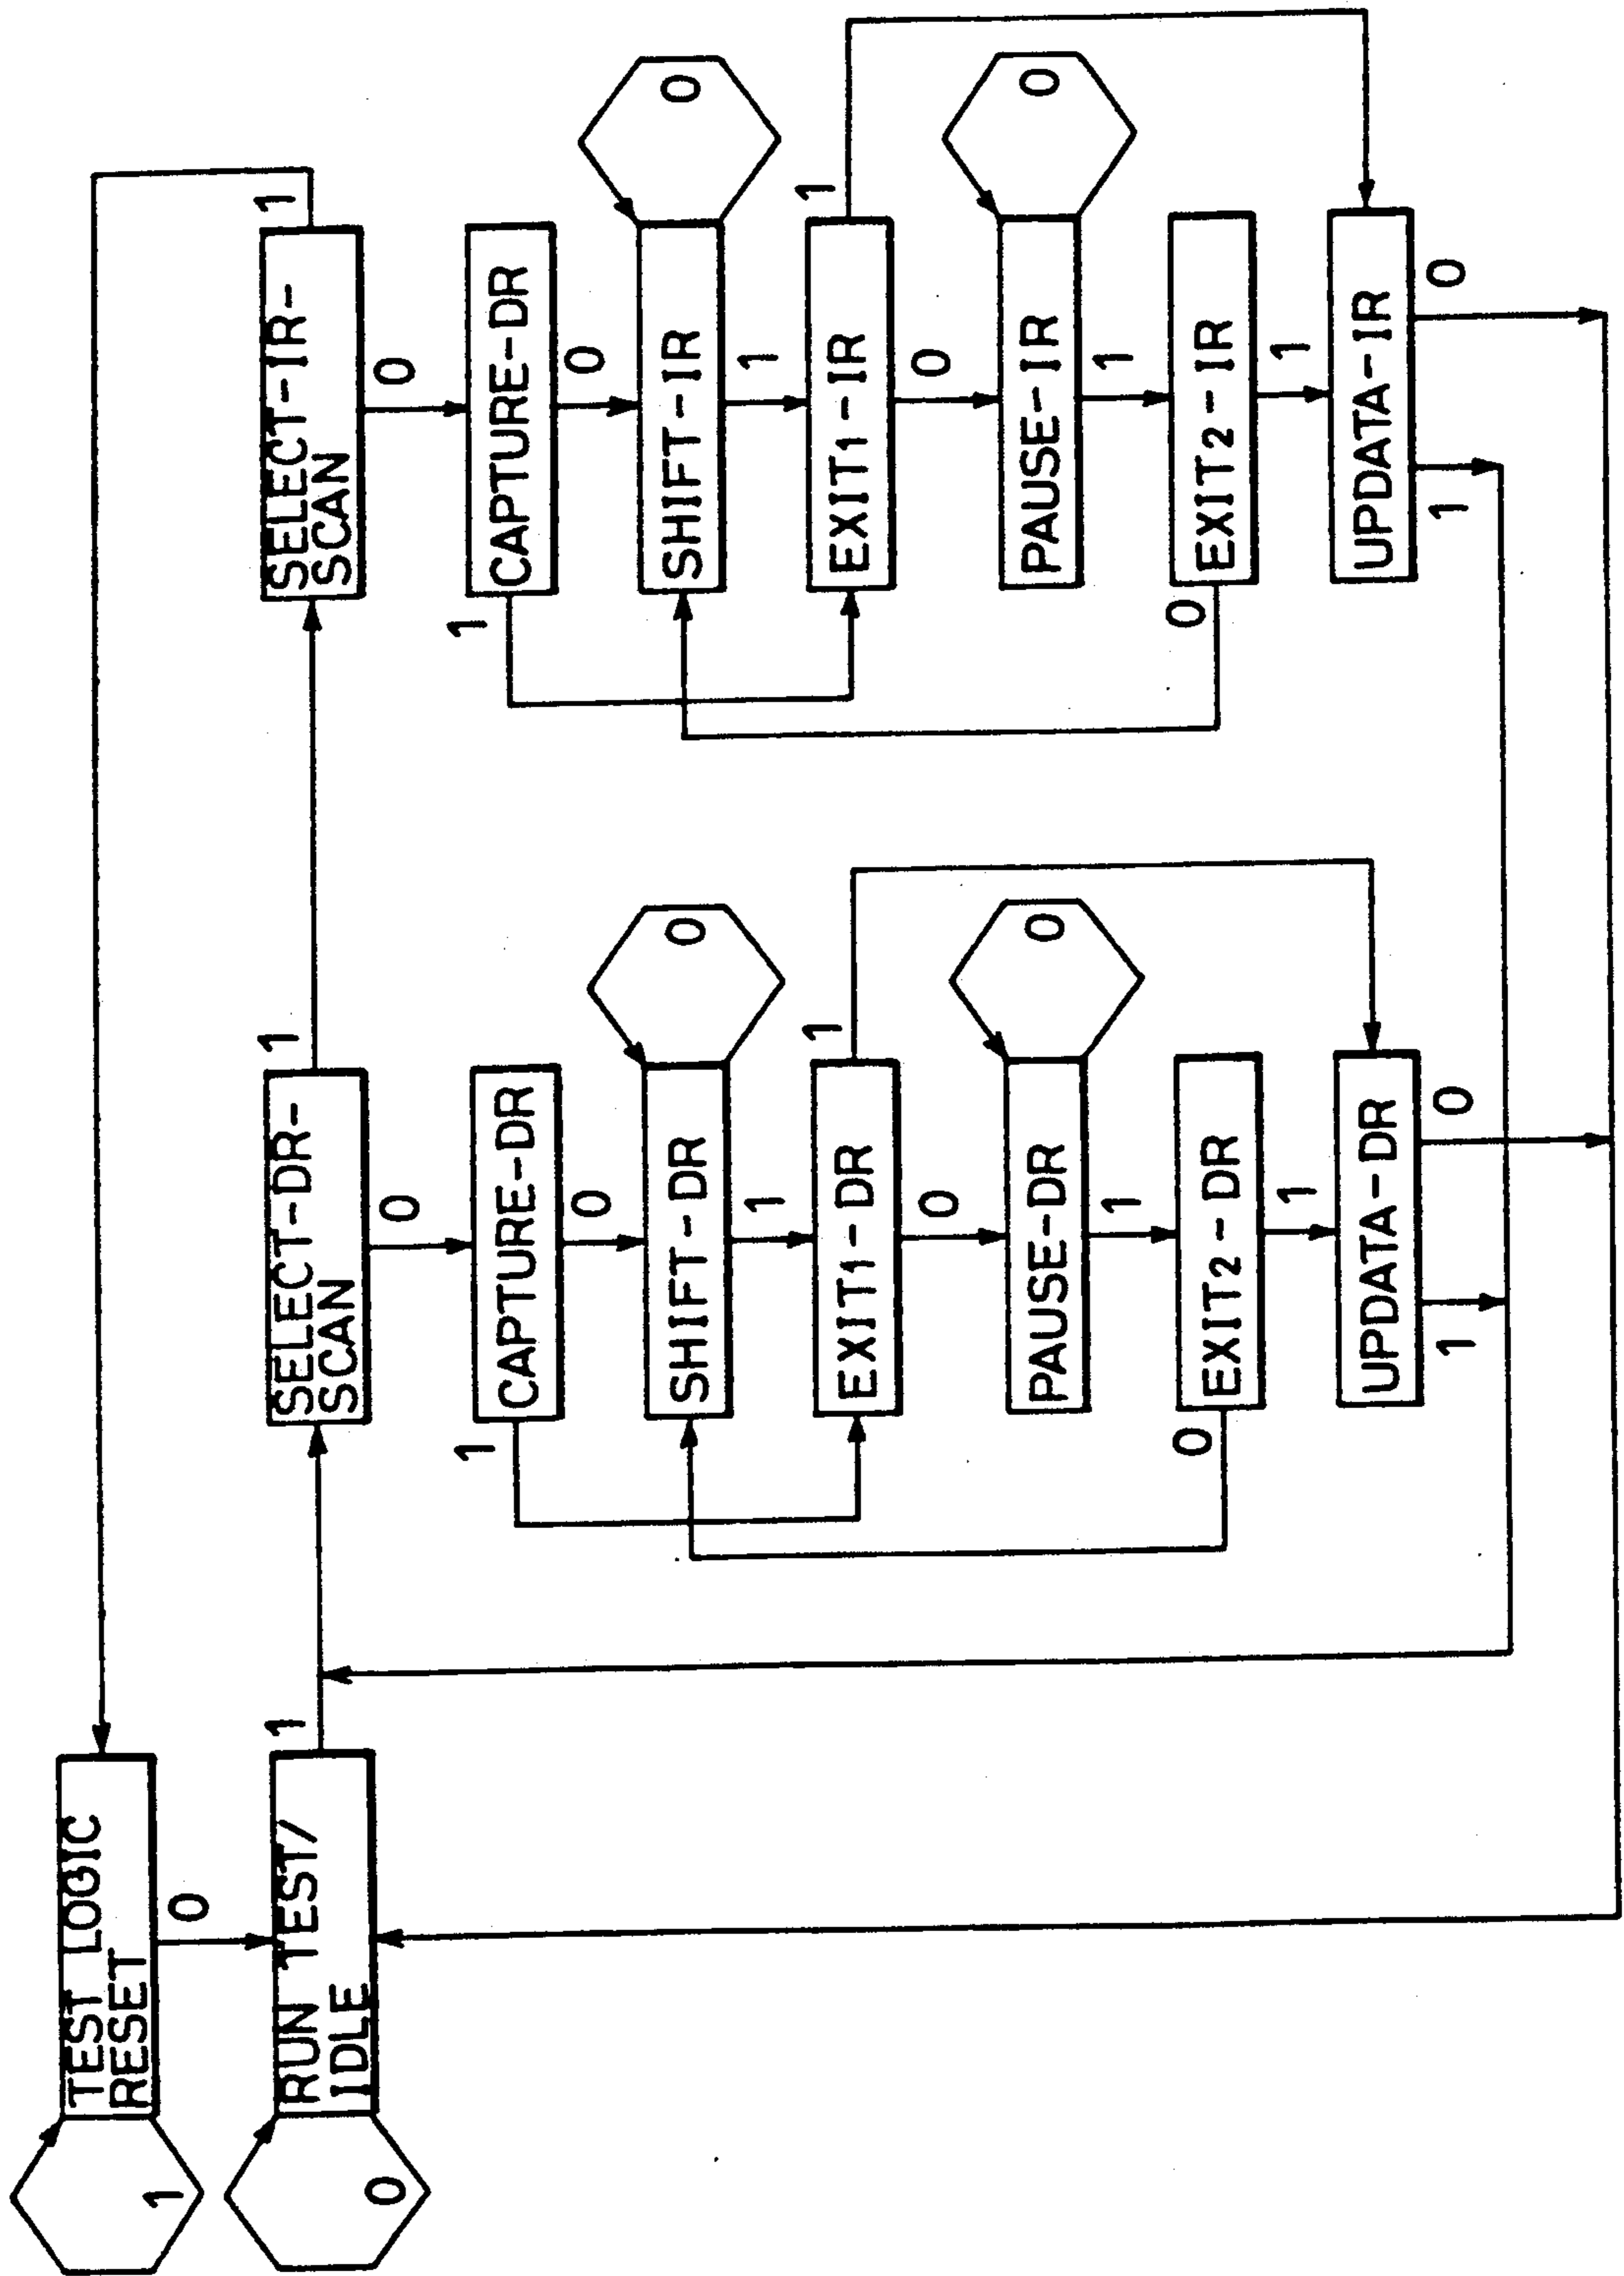 1
TEST LOGIC
RESET
0
0
RUN TEST/
IDLE
1
SELECT-DR-
SCAN
1
0
CAPTURE-DR
1
0
SHIFT-DR
0
1
EXIT1-DR
1
0
PAUSE-DR
0
1
EXIT2-DR
0
1
UPDATA-DR
1
0
SELECT-IR-
SCAN
1
0
CAPTURE-DR
1
0
SHIFT-IR
0
1
EXIT1-IR
1
0
PAUSE-IR
0
1
EXIT2-IR
0
1
UPDATA-IR
1
0